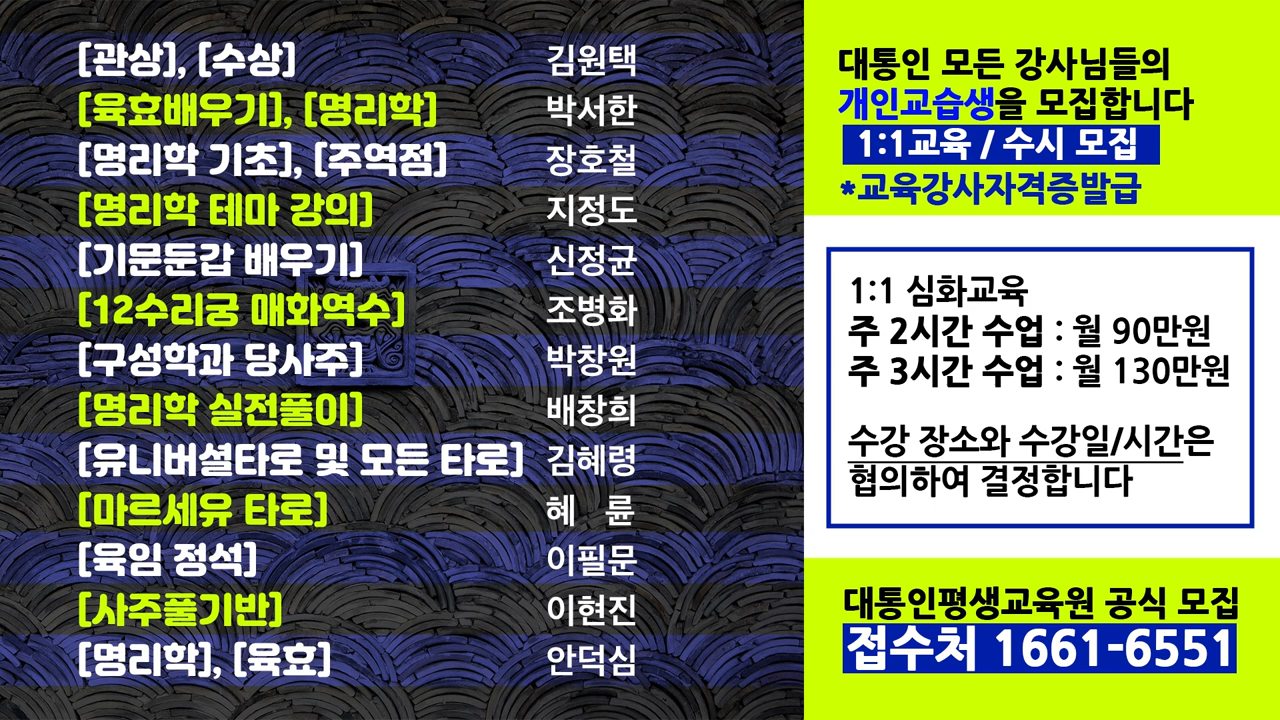 [관상], [수상] 김원택
[육효배우기], [명리학] 박서한
[명리학 기초], [주역점] 장호철
[명리학 테마 강의] 지정도
[기문둔갑 배우기] 신정균
[12수리궁 매화역수] 조병화
[구성학과 당사주] 박창원
[명리학 실전풀이] 배창희
[유니버셜타로 및 모든 타로] 김혜령
[마르세유 타로] 혜 륜
[육임 정석] 이필문
[사주풀기반] 이현진
[명리학], [육효] 안덕심
대통인 모든 강사님들의
개인교습생을 모집합니다
1:1교육 / 수시 모집
*교육강사자격증발급
1:1 심화교육
주 2시간 수업 : 월 90만원
주 3시간 수업 : 월 130만원
수강 장소와 수강일/시간은
협의하여 결정합니다
대통인평생교육원 공식 모집
접수처 1661-6551